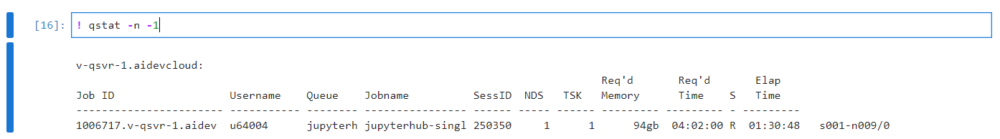 [16]: ! qstat -n -1
v-qsvr-1.aidevcloud:
Req'd Req'd Elap
Job ID Username Queue Jobname SessID NDS TSK Memory Time S Time
----------------------- ----------- -------- ---------------- ------ ----- ------ --------- --------- - ---------
1006717.v-qsvr-1.aidev u64004 jupyterh jupyterhub-singl 250350 1 1 94gb 04:02:00 R 01:30:48 s001-n009/0